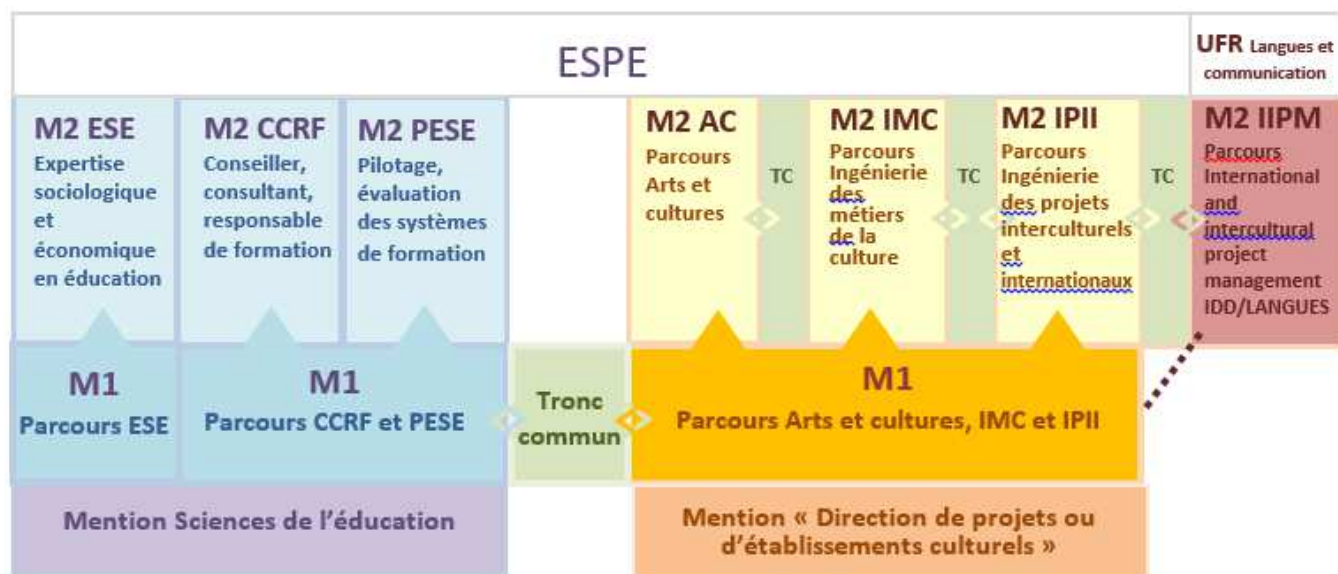 ESPE
UFR Langues et
communication
M2 ESE
Expertise
sociologique
et
économique
en éducation
M2 CCRF
Conseiller,
consultant,
responsable
de formation
M2 PESE
Pilotage,
évaluation
des systèmes
de formation
M2 AC
Parcours
Arts et
cultures
TC
M2 IMC
Parcours
Ingénierie
des
métiers
de la
culture
TC
M2 IPII
Parcours
Ingénierie
des projets
interculturels
et
internationaux
TC
M2 IIPM
Parcours
International
and
intercultural
project
management
IDD/LANGUES
M1
Parcours ESE
M1
Parcours CCRF et PESE
Tronc
commun
M1
Parcours Arts et cultures, IMC et IPII
Mention Sciences de l’éducation
Mention « Direction de projets ou
d’établissements culturels »